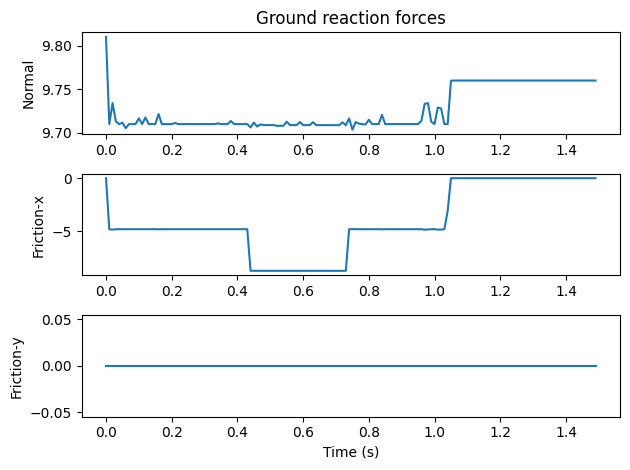 Ground reaction forces
Normal
9.80
9.75
9.70
0.0 0.2 0.4 0.6 0.8 1.0 1.2 1.4
Friction-x
0
−5
0.0 0.2 0.4 0.6 0.8 1.0 1.2 1.4
Friction-y
0.05
0.00
−0.05
0.0 0.2 0.4 0.6 0.8 1.0 1.2 1.4
Time (s)